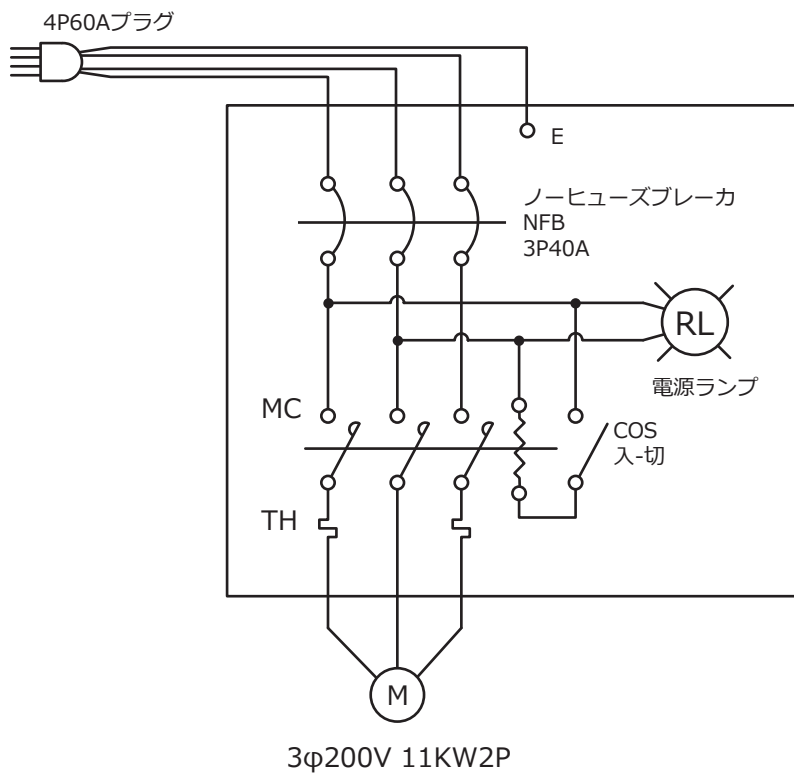 4P60Aプラグ
E
ノーヒューズブレーカ
NFB
3P40A
RL
電源ランプ
MC
COS
入-切
TH
M
3φ200V 11KW2P